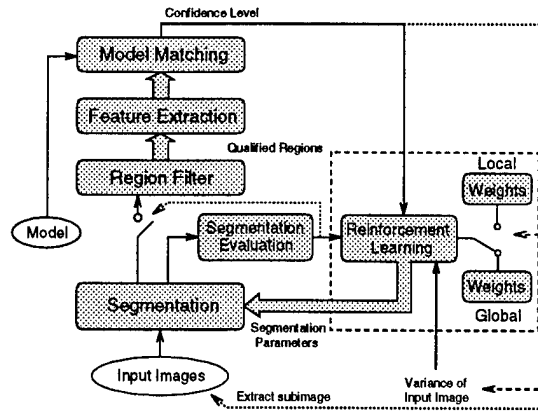 Confidence Level
Model Matching
Feature Extraction
Qualified Regions
Region Filter
Local
Weights
Model
Segmentation
Evaluation
Reinforcement
Learning
Segmentation
Weights
Global
Segmentation
Parameters
Input Images
Variance of
Input Image
Extract subimage